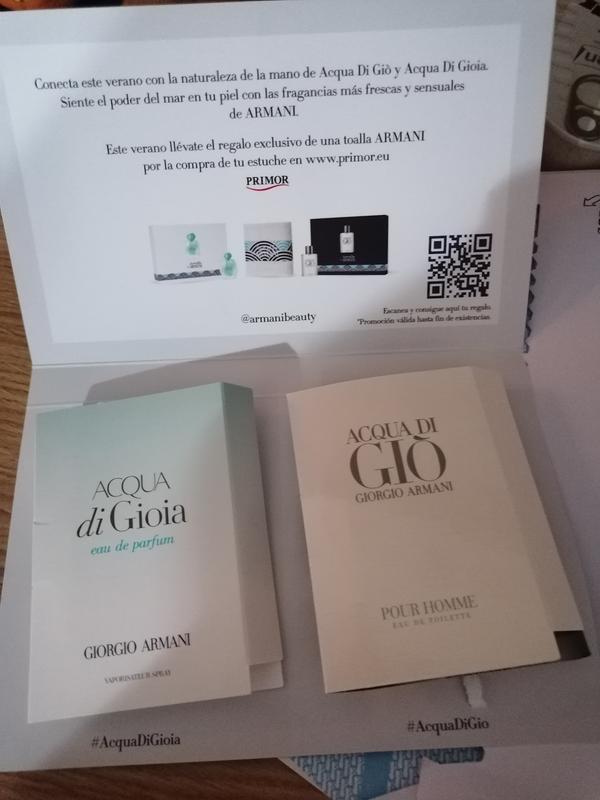 Conecta este verano con la naturaleza de la mano de Acqua Di Giò y Acqua Di Gioia.
Siente el poder del mar en tu piel con las fragancias más frescas y sensuales
de ARMANI.
Este verano llévate el regalo exclusivo de una toalla ARMANI
por la compra de tu estuche en www.primor.eu
PRIMOR
GIÒ
@armanibeauty
Escanea y consigue aquí tu regalo.
*Promoción válida hasta fin de existencias.
ACQUA
di Gioia
eau de parfum
GIORGIO ARMANI
VAPORISATEUR SPRAY
#AcquaDiGioia
ACQUA DI
GIÒ
GIORGIO ARMANI
POUR HOMME
EAU DE TOILETTE
#AcquaDiGio